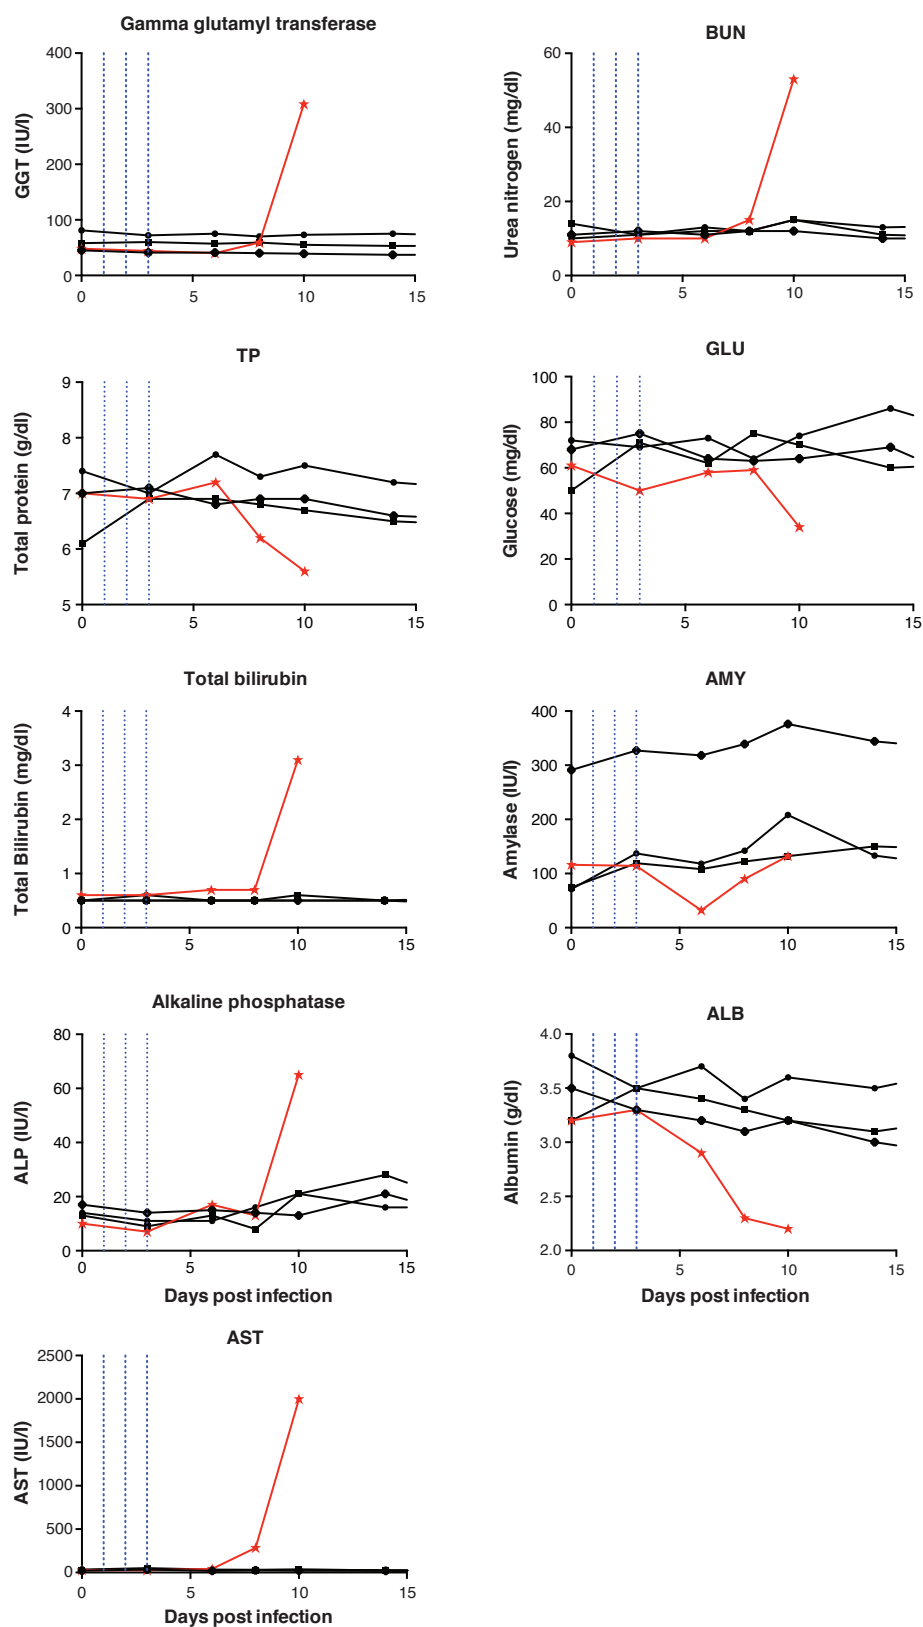 Gamma glutamyl transferase
GGT (IU/l)
400
300
200
100
0
0 5 10 15
BUN
Urea nitrogen (mg/dl)
60
40
20
0
0 5 10 15
TP
Total protein (g/dl)
9
8
7
6
5
0 5 10 15
GLU
Glucose (mg/dl)
100
80
60
40
20
0
0 5 10 15
Total bilirubin
Total Bilirubin (mg/dl)
4
3
2
1
0
0 5 10 15
AMY
Amylase (IU/l)
400
300
200
100
0
0 5 10 15
Alkaline phosphatase
ALP (IU/l)
80
60
40
20
0
0 5 10 15
Days post infection
ALB
Albumin (g/dl)
4.0
3.5
3.0
2.5
2.0
0 5 10 15
Days post infection
AST
AST (IU/l)
2500
2000
1500
1000
500
0
0 5 10 15
Days post infection